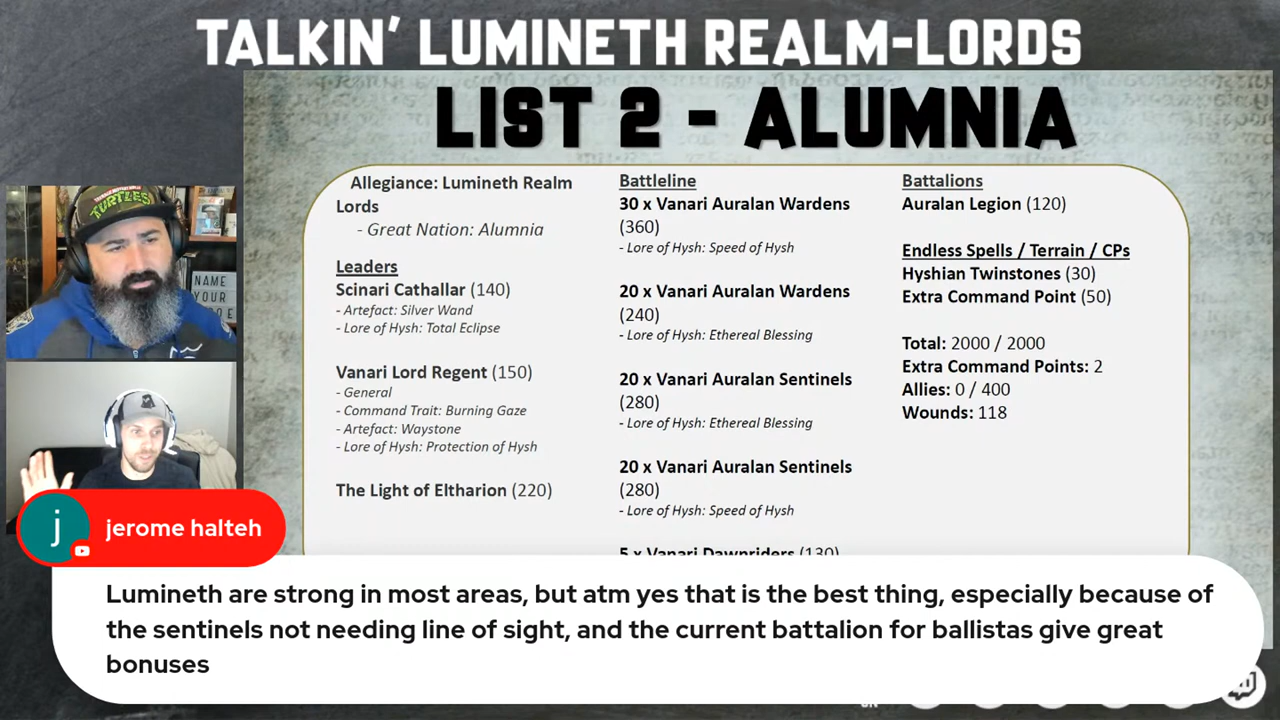 TALKIN' LUMINETH REALM-LORDS
LIST 2 - ALUMNIA
Allegiance: Lumineth Realm
Lords
- Great Nation: Alumnia
Leaders
Scinari Cathallar (140)
- Artefact: Silver Wand
- Lore of Hysh: Total Eclipse
Vanari Lord Regent (150)
- General
- Command Trait: Burning Gaze
- Artefact: Waystone
- Lore of Hysh: Protection of Hysh
The Light of Eltharion (220)
Battleline
30 x Vanari Auralan Wardens
(360)
- Lore of Hysh: Speed of Hysh
20 x Vanari Auralan Wardens
(240)
- Lore of Hysh: Ethereal Blessing
20 x Vanari Auralan Sentinels
(280)
- Lore of Hysh: Ethereal Blessing
20 x Vanari Auralan Sentinels
(280)
- Lore of Hysh: Speed of Hysh
5 x Vanari Dawnriders (130)
Battalions
Auralan Legion (120)
Endless Spells / Terrain / CPs
Hyshian Twinstones (30)
Extra Command Point (50)
Total: 2000 / 2000
Extra Command Points: 2
Allies: 0 / 400
Wounds: 118
TURTLES
NAME
YOUR
j
jerome halteh
Lumineth are strong in most areas, but atm yes that is the best thing, especially because of
the sentinels not needing line of sight, and the current battalion for ballistas give great
bonuses